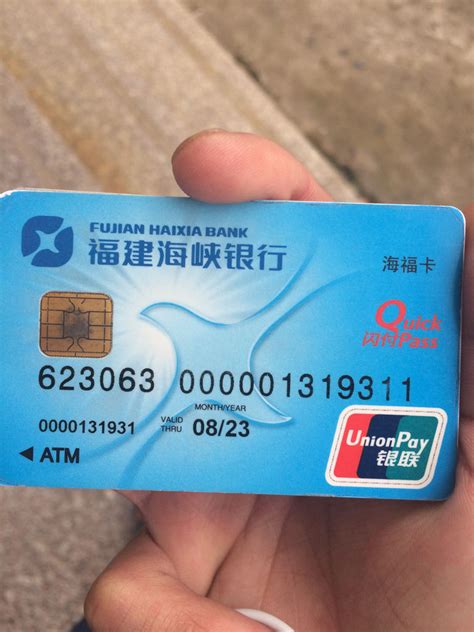 FUJIAN HAIXIA BANK
福建海峡银行
海福卡
Quick
闪付Pass
623063 000001319311
0000131931 VALID THRU MONTH/YEAR 08/23
ATM
UnionPay
银联